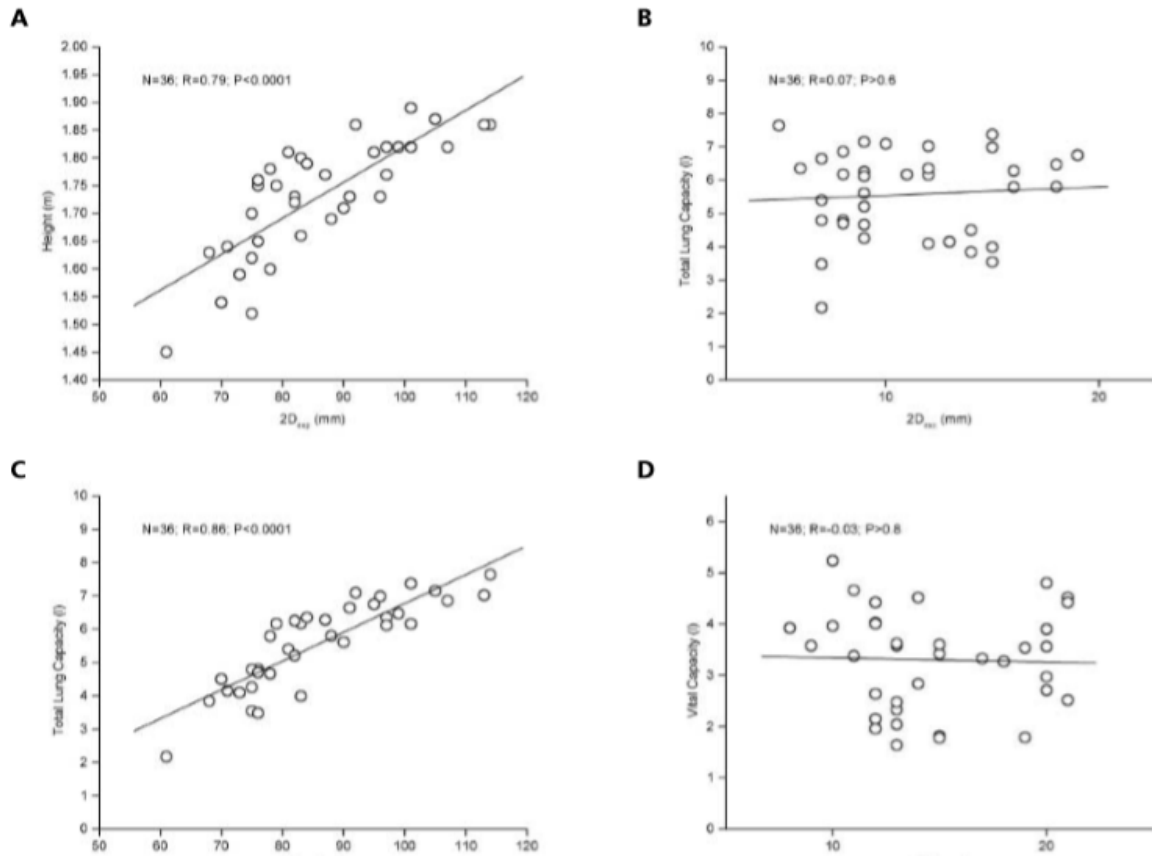 A
N=36; R=0.79; P<0.0001
Height (m)
2.00
1.95
1.90
1.85
1.80
1.75
1.70
1.65
1.60
1.55
1.50
1.45
1.40
50 60 70 80 90 100 110 120
(mm)
B
N=36; R=0.07; P>0.6
Total Lung Capacity (l)
10
9
8
7
6
5
4
3
2
1
0
10 20
(mm)
C
N=36; R=0.86; P<0.0001
Total Lung Capacity (l)
10
9
8
7
6
5
4
3
2
1
0
50 60 70 80 90 100 110 120
D
N=36; R=-0.03; P>0.8
Vital Capacity (l)
6
5
4
3
2
1
0
10 20